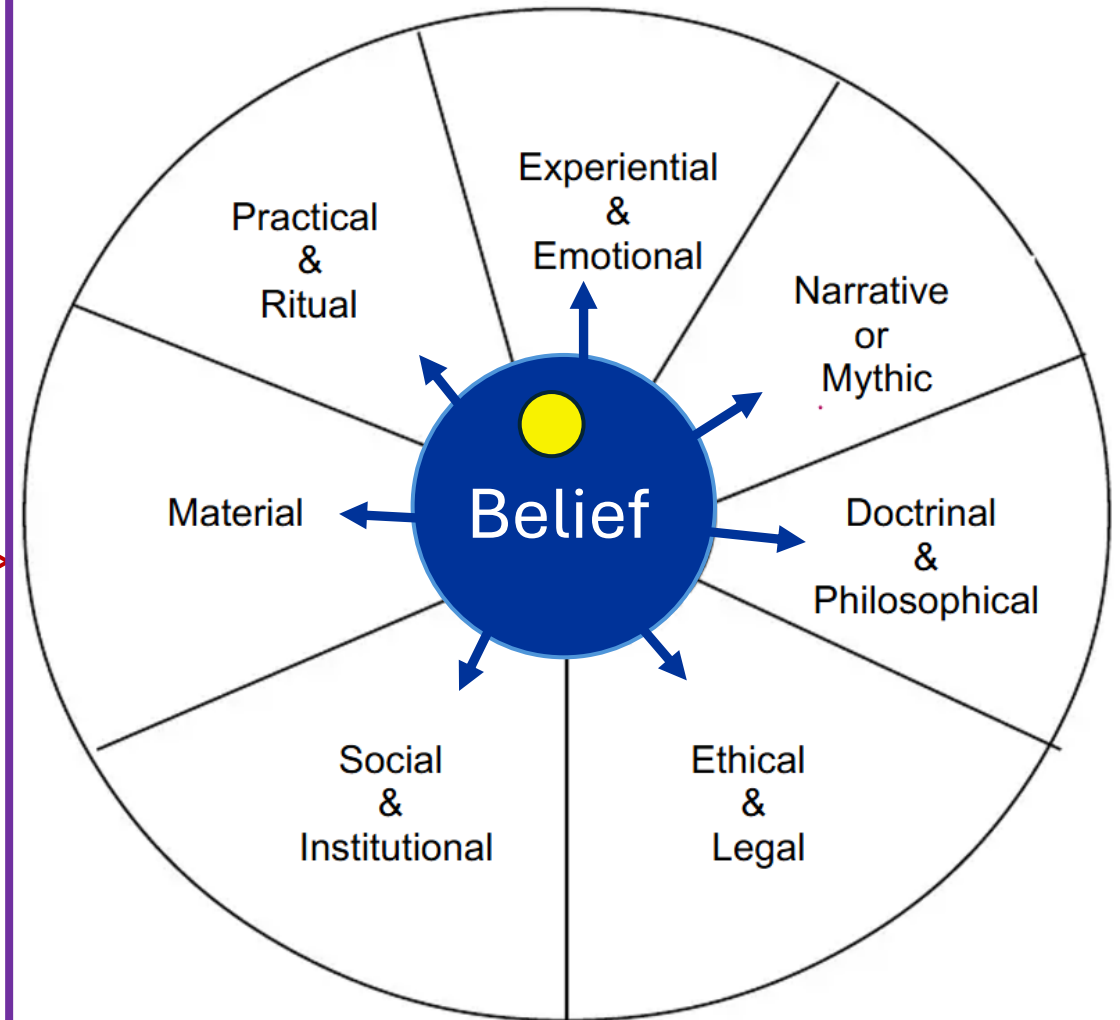 Experiential
&
Emotional
Practical
&
Ritual
Narrative
or
Mythic
Belief
Material
Doctrinal
&
Philosophical
Social
&
Institutional
Ethical
&
Legal